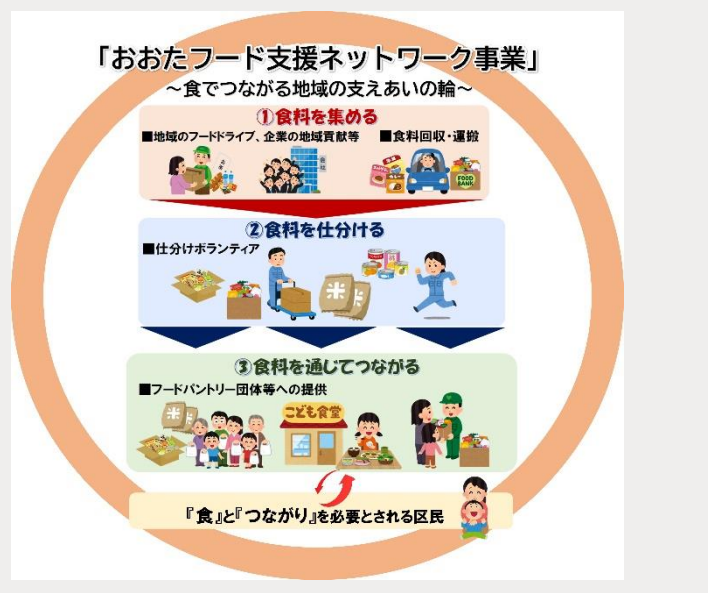 「おおたフード支援ネットワーク事業」
～食でつながる地域の支えあいの輪～
①食料を集める
■地域のフードドライブ、企業の地域貢献等 ■食料回収・運搬
FOOD BANK
②食料を仕分ける
■仕分けボランティア
米
③食料を通じてつながる
■フードパントリー団体等への提供
米
こども食堂
『食』と『つながり』を必要とされる区民